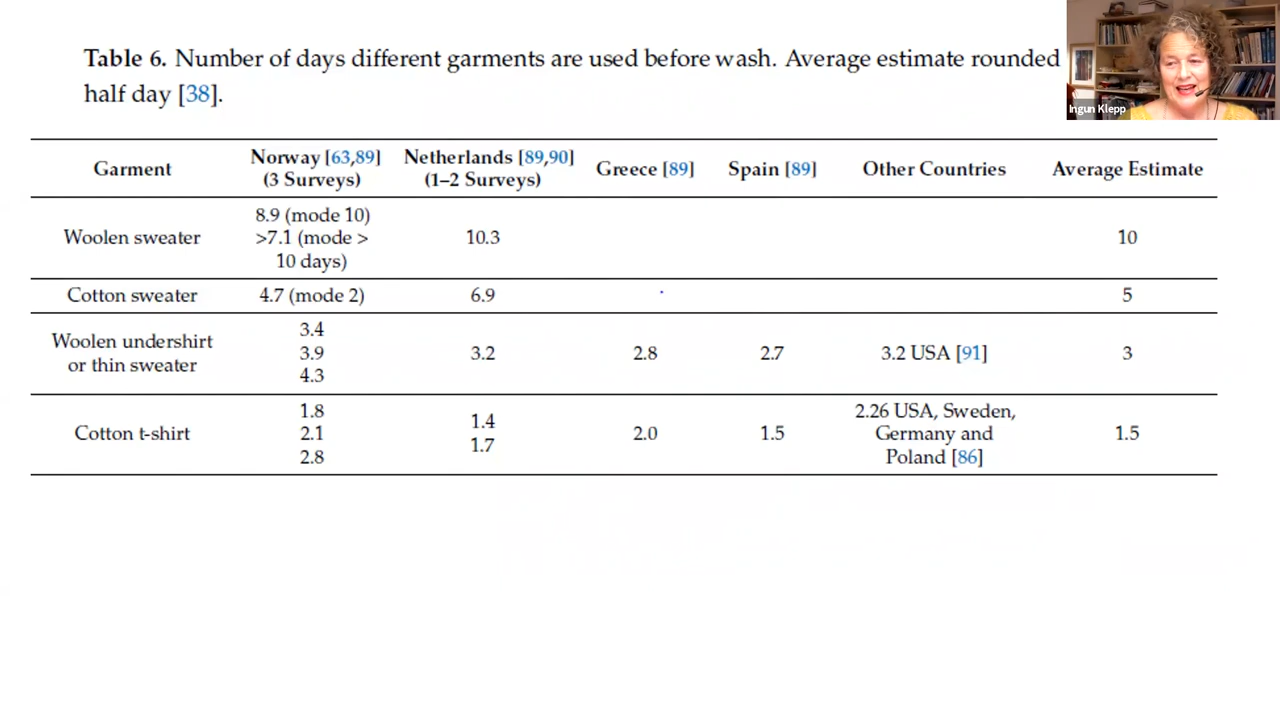 Table 6. Number of days different garments are used before wash. Average estimate rounded
half day [38].
Ingun Klepp
Garment Norway [63,89] (3 Surveys) Netherlands [89,90] (1–2 Surveys) Greece [89] Spain [89] Other Countries Average Estimate
Woolen sweater 8.9 (mode 10) >7.1 (mode > 10 days) 10.3 10
Cotton sweater 4.7 (mode 2) 6.9 5
Woolen undershirt or thin sweater 3.4 3.9 4.3 3.2 2.8 2.7 3.2 USA [91] 3
Cotton t-shirt 1.8 2.1 2.8 1.4 1.7 2.0 1.5 2.26 USA, Sweden, Germany and Poland [86] 1.5